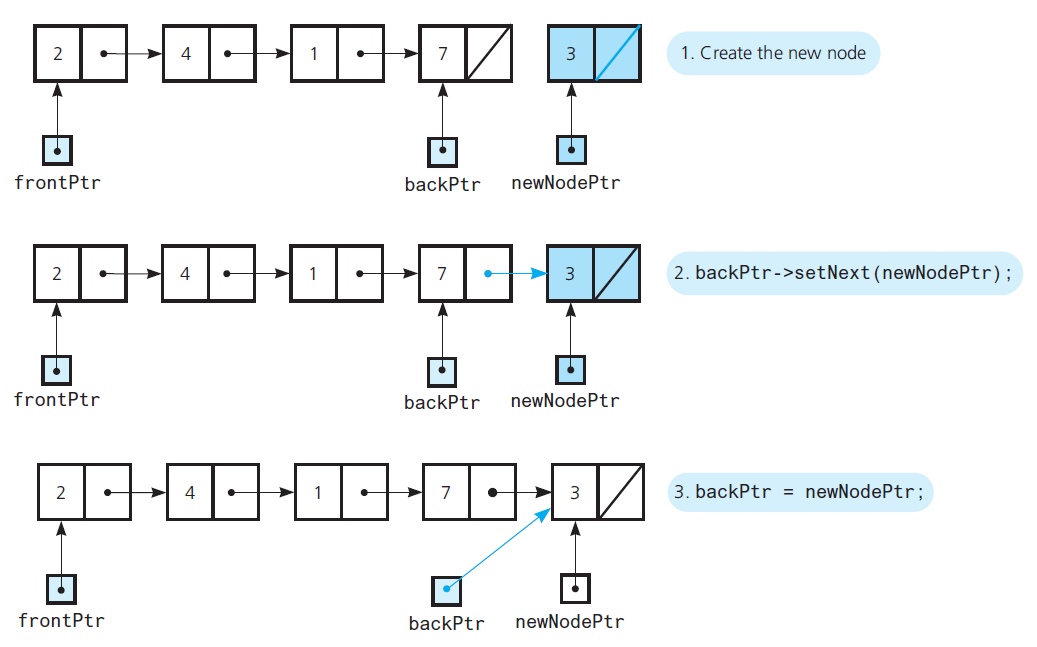 2 4 1 7 3 1. Create the new node
frontPtr backPtr newNodePtr
2 4 1 7 3 2. backPtr->setNext(newNodePtr);
frontPtr backPtr newNodePtr
2 4 1 7 3 3. backPtr = newNodePtr;
frontPtr backPtr newNodePtr